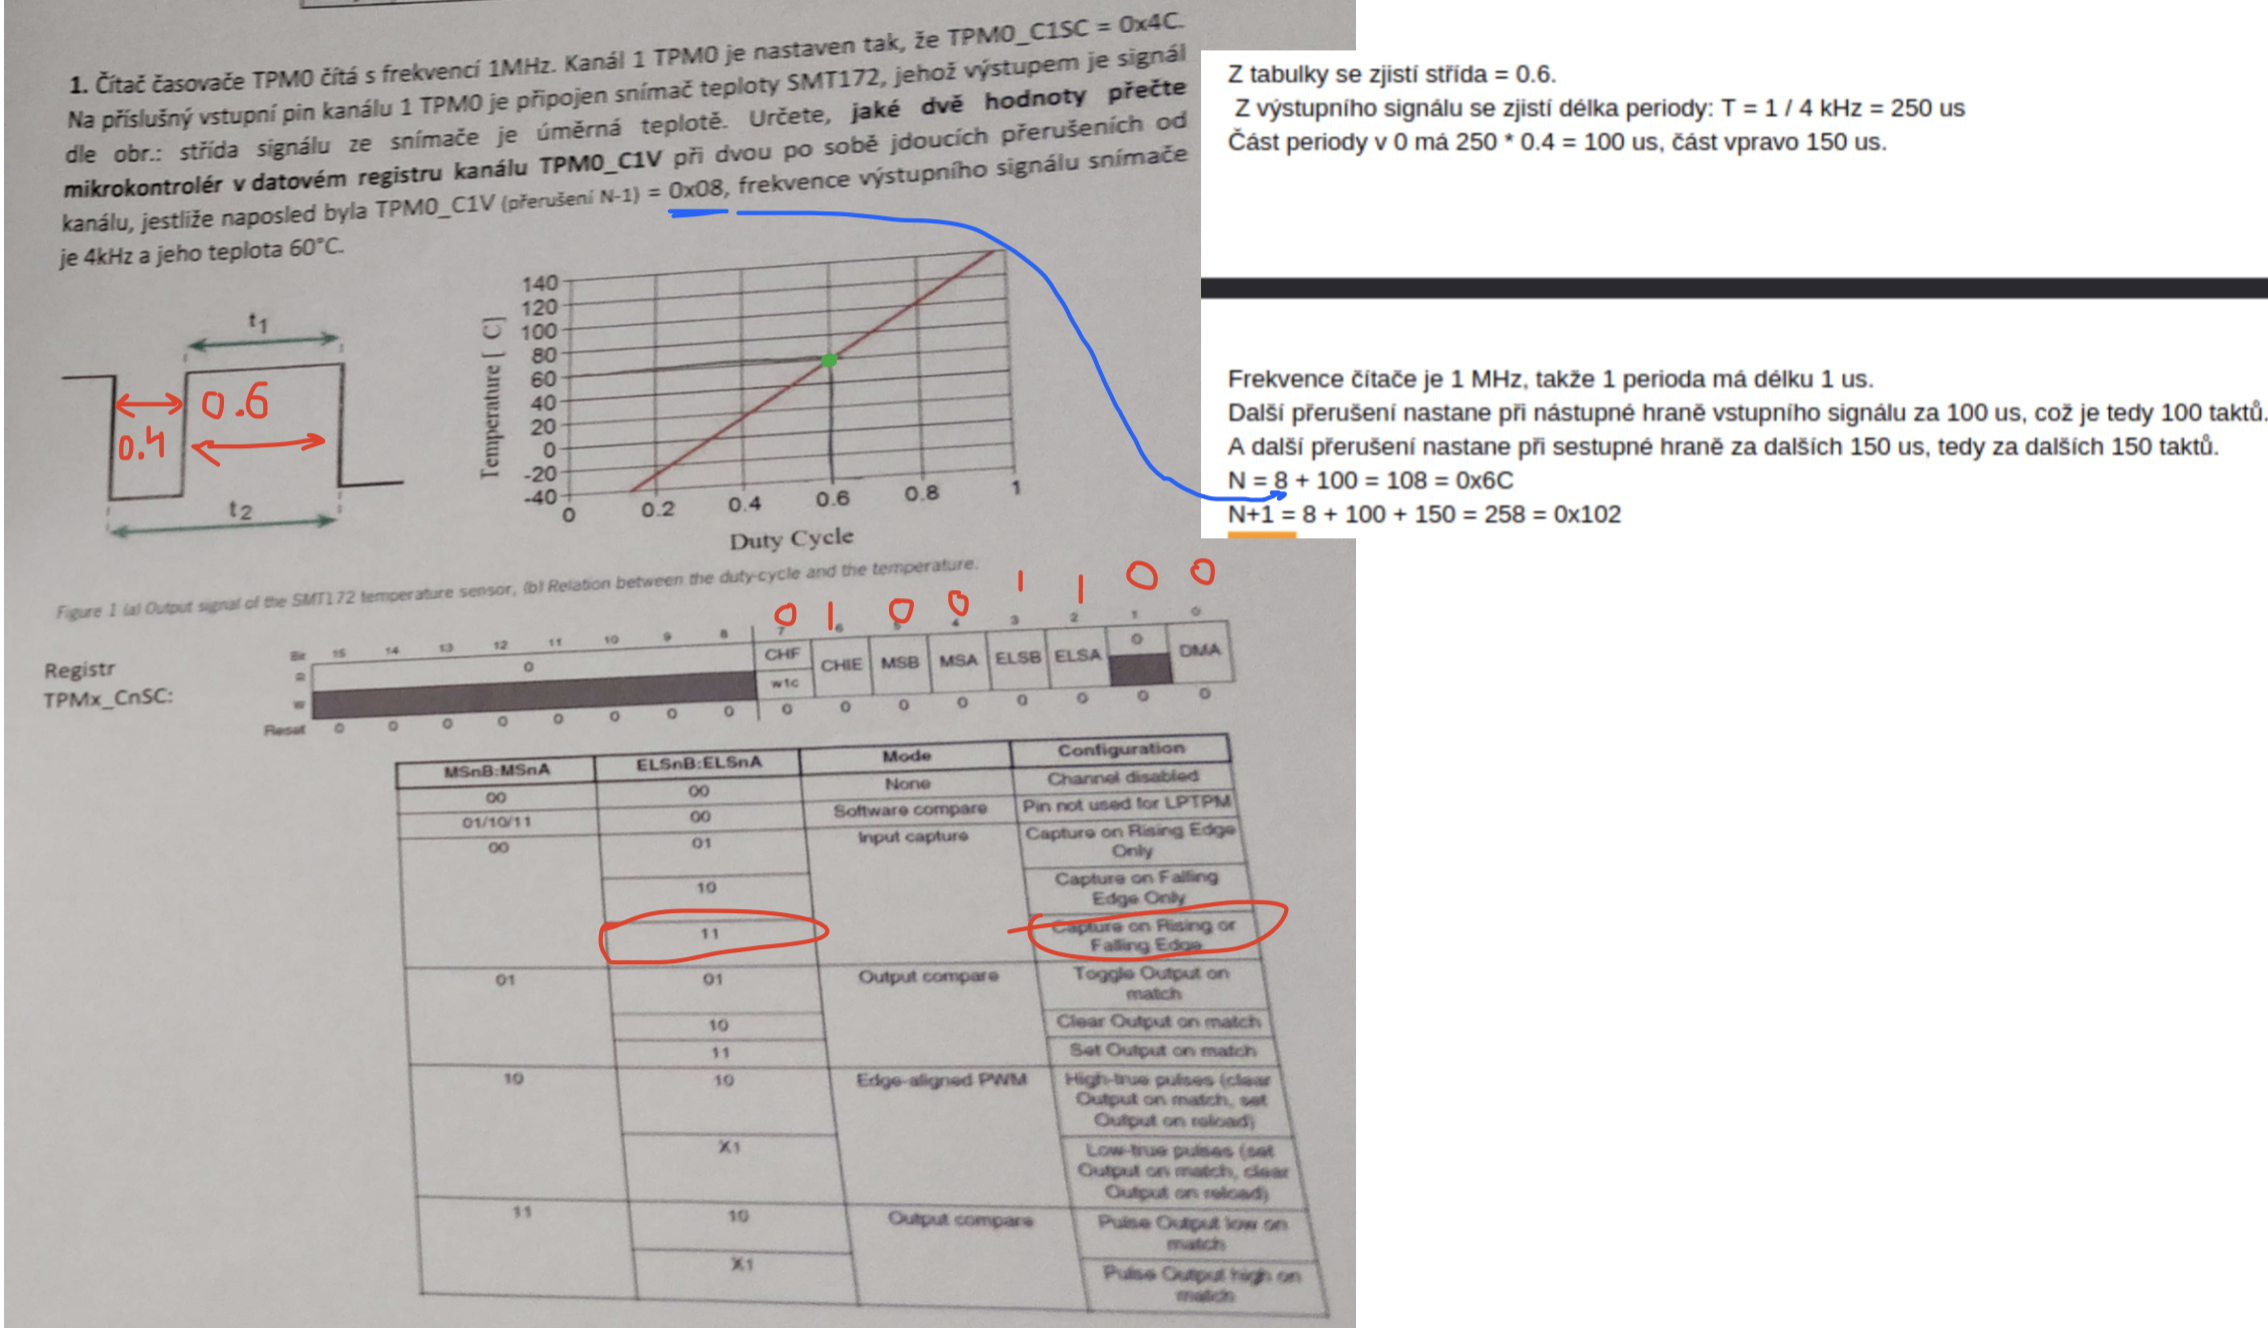 1. Čítač časovače TPM0 čítá s frekvencí 1MHz. Kanál 1 TPM0 je nastaven tak, že TPM0_C1SC = 0x4C.
Na příslušný vstupní pin kanálu 1 TPM0 je připojen snímač teploty SMT172, jehož výstupem je signál
dle obr.: střída signálu ze snímače je úměrná teplotě. Určete, jaké dvě hodnoty přečte
mikrokontrolér v datovém registru kanálu TPM0_C1V při dvou po sobě jdoucích přerušeních od
kanálu, jestliže naposled byla TPM0_C1V (přerušení N-1) = 0x08, frekvence výstupního signálu snímače
je 4kHz a jeho teplota 60°C.
Z tabulky se zjistí střída = 0.6.
Z výstupního signálu se zjistí délka periody: T = 1 / 4 kHz = 250 us
Část periody v 0 má 250 * 0.4 = 100 us, část vpravo 150 us.
Frekvence čítače je 1 MHz, takže 1 perioda má délku 1 us.
Další přerušení nastane při nástupné hraně vstupního signálu za 100 us, což je tedy 100 taktů.
A další přerušení nastane při sestupné hraně za dalších 150 us, tedy za dalších 150 taktů.
N = 8 + 100 = 108 = 0x6C
N+1 = 8 + 100 + 150 = 258 = 0x102
t1
0.6
0.4
t2
Temperature [ C]
140
120
100
80
60
40
20
0
-20
-40
0 0.2 0.4 0.6 0.8 1
Duty Cycle
Figure 1 (a) Output signal of the SMT172 temperature sensor, (b) Relation between the duty-cycle and the temperature.
0 1 0 0 1 1 0 0
Registr
TPMx_CnSC:
Bit 15 14 13 12 11 10 9 8 7 6 5 4 3 2 1 0
R 0 CHF CHIE MSB MSA ELSB ELSA 0 DMA
W w1c
Reset 0 0 0 0 0 0 0 0 0 0 0 0 0 0 0 0
MSnB:MSnA ELSnB:ELSnA Mode Configuration
00 00 None Channel disabled
01/10/11 00 Software compare Pin not used for LPTPM
00 01 Input capture Capture on Rising Edge
Only
10 Capture on Falling
Edge Only
11 Capture on Rising or
Falling Edge
01 01 Output compare Toggle Output on
match
10 Clear Output on match
11 Set Output on match
10 10 Edge-aligned PWM High-true pulses (clear
Output on match, set
Output on reload)
X1 Low-true pulses (set
Output on match, clear
Output on reload)
11 10 Output compare Pulse Output low on
match
X1 Pulse Output high on
match